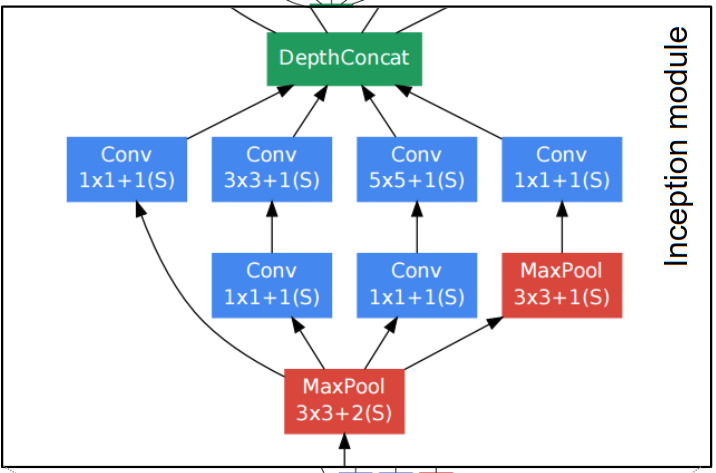 DepthConcat
Conv
1x1+1(S)
Conv
3x3+1(S)
Conv
5x5+1(S)
Conv
1x1+1(S)
Conv
1x1+1(S)
Conv
1x1+1(S)
MaxPool
3x3+1(S)
MaxPool
3x3+2(S)
Inception module